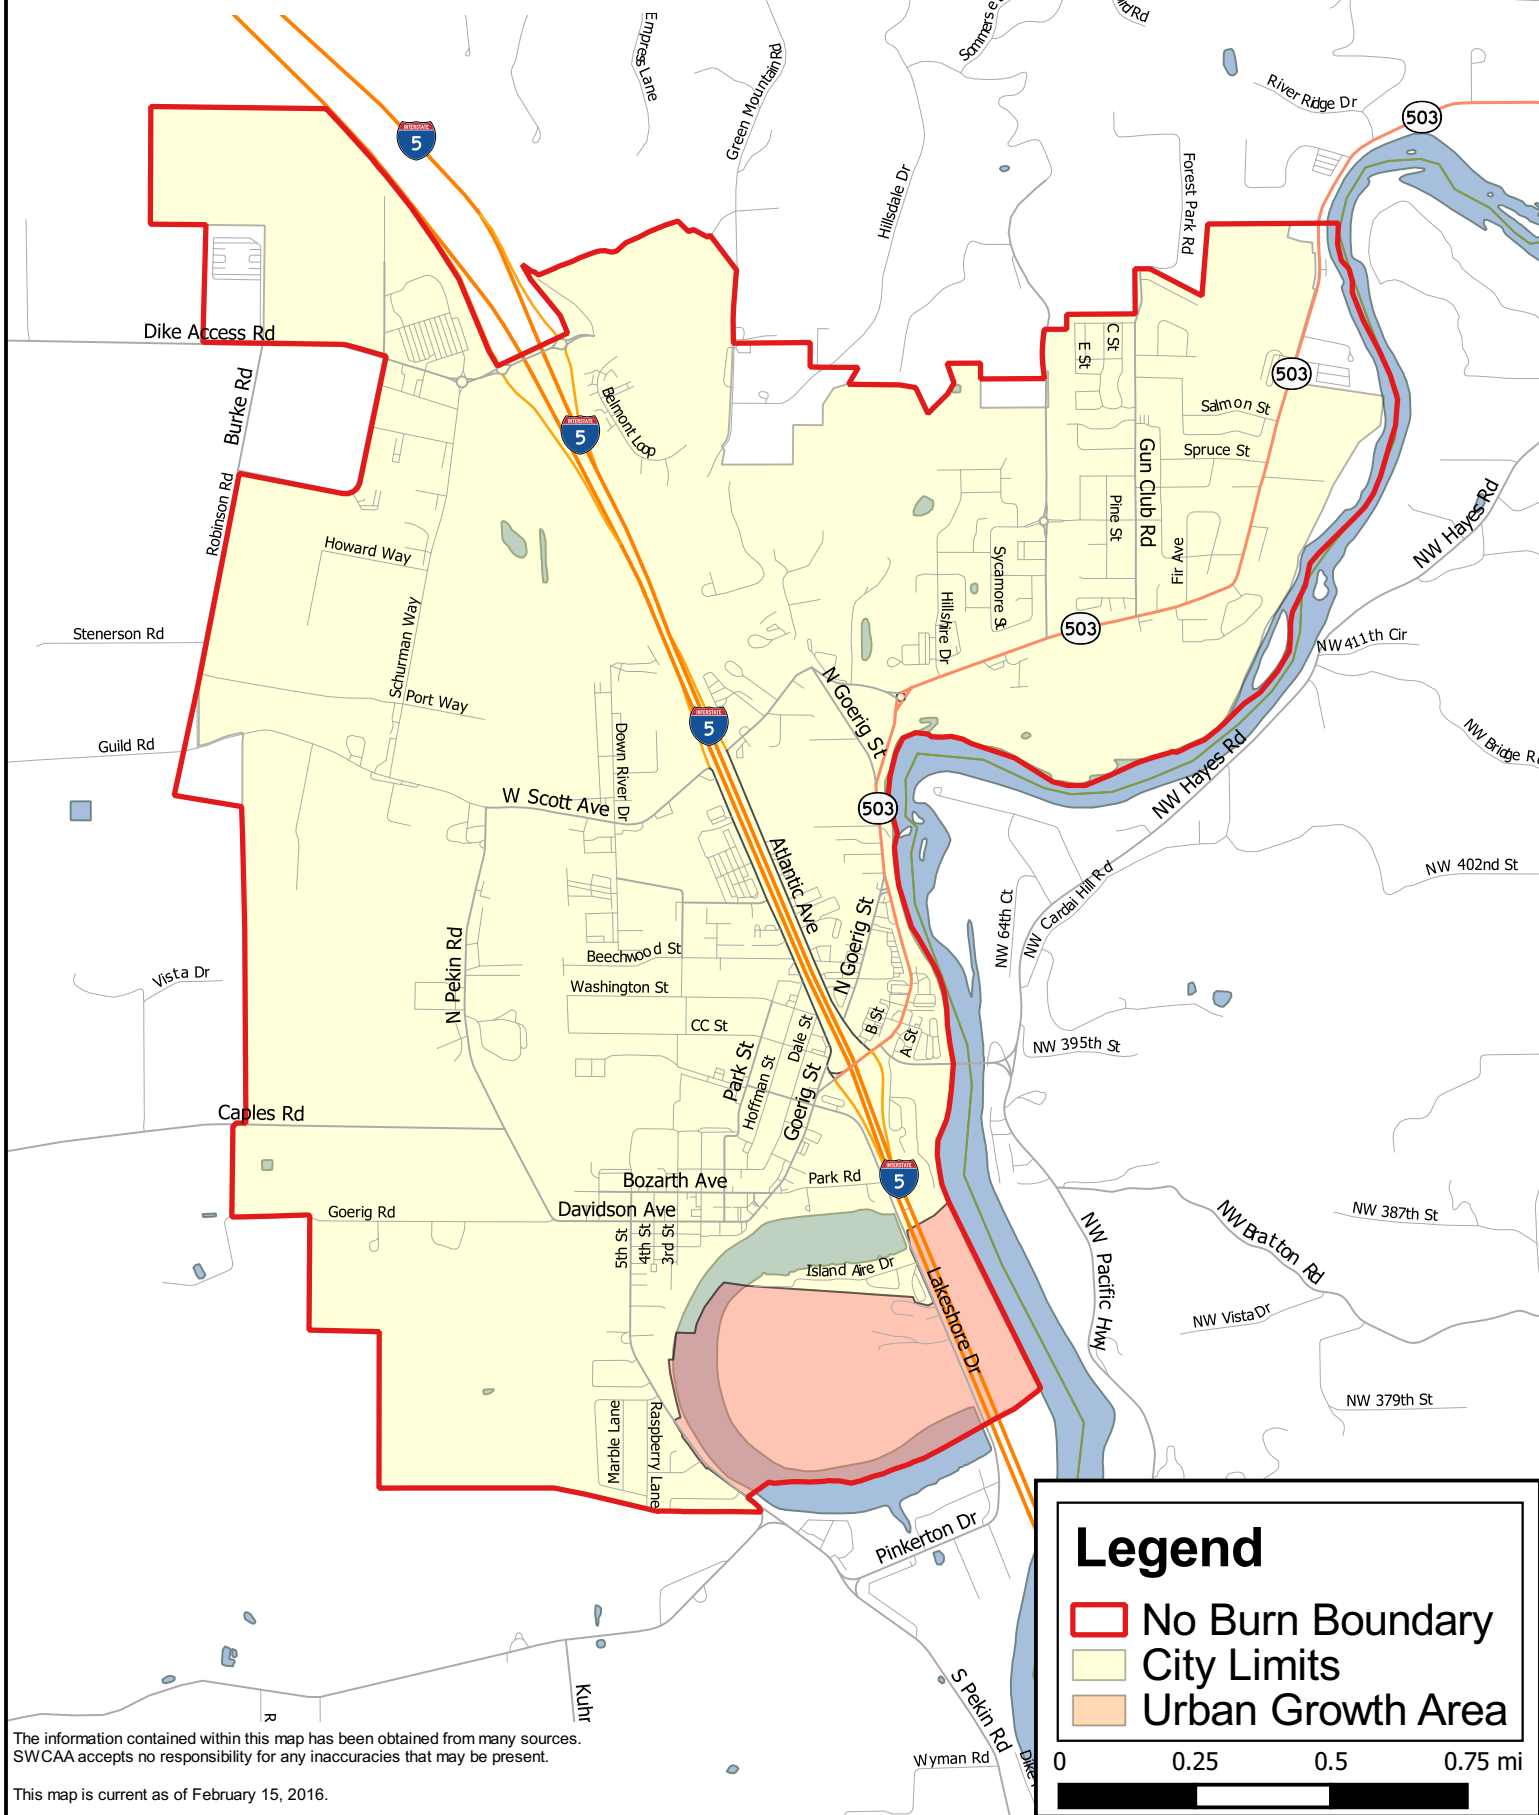 Empress Lane
Green Mountain Rd
River Ridge Dr
503
INTERSTATE
5
Hillsdale Dr
Forest Park Rd
Dike Access Rd
C St
E St
503
Burke Rd
Belmont Loop
Salmon St
INTERSTATE
5
Spruce St
Gun Club Rd
Robinson Rd
Pine St
NW Hayes Rd
Howard Way
Sycamore St
Fir Ave
Hillshire Dr
Stenerson Rd
503
NW 411th Cir
Schurman Way
Port Way
N Goerig St
INTERSTATE
5
Guild Rd
Down River Dr
NW Hayes Rd
W Scott Ave
503
Atlantic Ave
NW 402nd St
N Goerig St
NW 64th Ct
NW Cardai Hill Rd
N Pekin Rd
Beechwood St
Vista Dr
Washington St
CC St
Dale St
B St
A St
NW 395th St
Park St
Hoffman St
Goerig St
Caples Rd
INTERSTATE
5
Bozarth Ave
Park Rd
Davidson Ave
Goerig Rd
NW 387th St
5th St
4th St
3rd St
NW Pacific Hwy
NW Bratton Rd
Island Aire Dr
Lakeshore Dr
NW Vista Dr
NW 379th St
Marble Lane
Raspberry Lane
Pinkerton Dr
S Pekin Rd
Kuhr
R
Wyman Rd
Dike
Legend
No Burn Boundary
City Limits
Urban Growth Area
0 0.25 0.5 0.75 mi
The information contained within this map has been obtained from many sources.
SWCAA accepts no responsibility for any inaccuracies that may be present.
This map is current as of February 15, 2016.